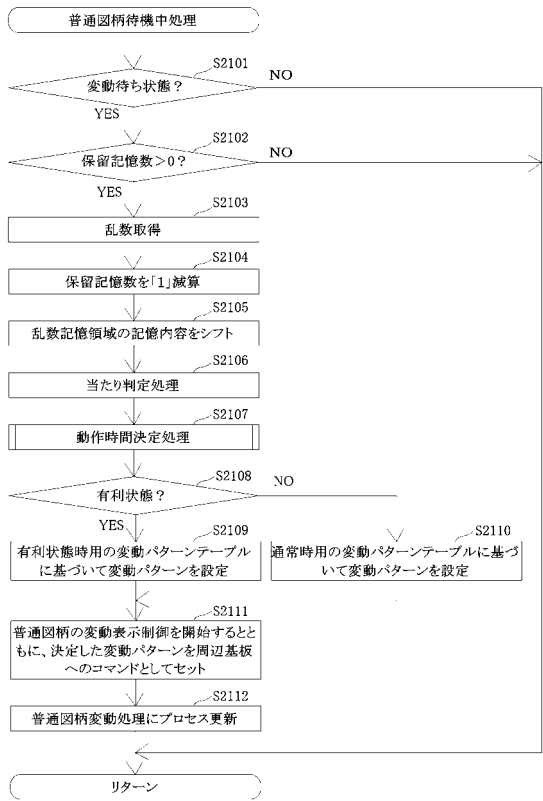 普通図柄待機中処理
S2101
変動待ち状態？
NO
YES
S2102
保留記憶数＞0？
NO
YES
S2103
乱数取得
S2104
保留記憶数を「1」減算
S2105
乱数記憶領域の記憶内容をシフト
S2106
当たり判定処理
S2107
動作時間決定処理
S2108
有利状態？
NO
YES
S2109
有利状態時用の変動パターンテーブル
に基づいて変動パターンを設定
S2110
通常時用の変動パターンテーブルに基づ
いて変動パターンを設定
S2111
普通図柄の変動表示制御を開始するとと
もに、決定した変動パターンを周辺基板
へのコマンドとしてセット
S2112
普通図柄変動処理にプロセス更新
リターン